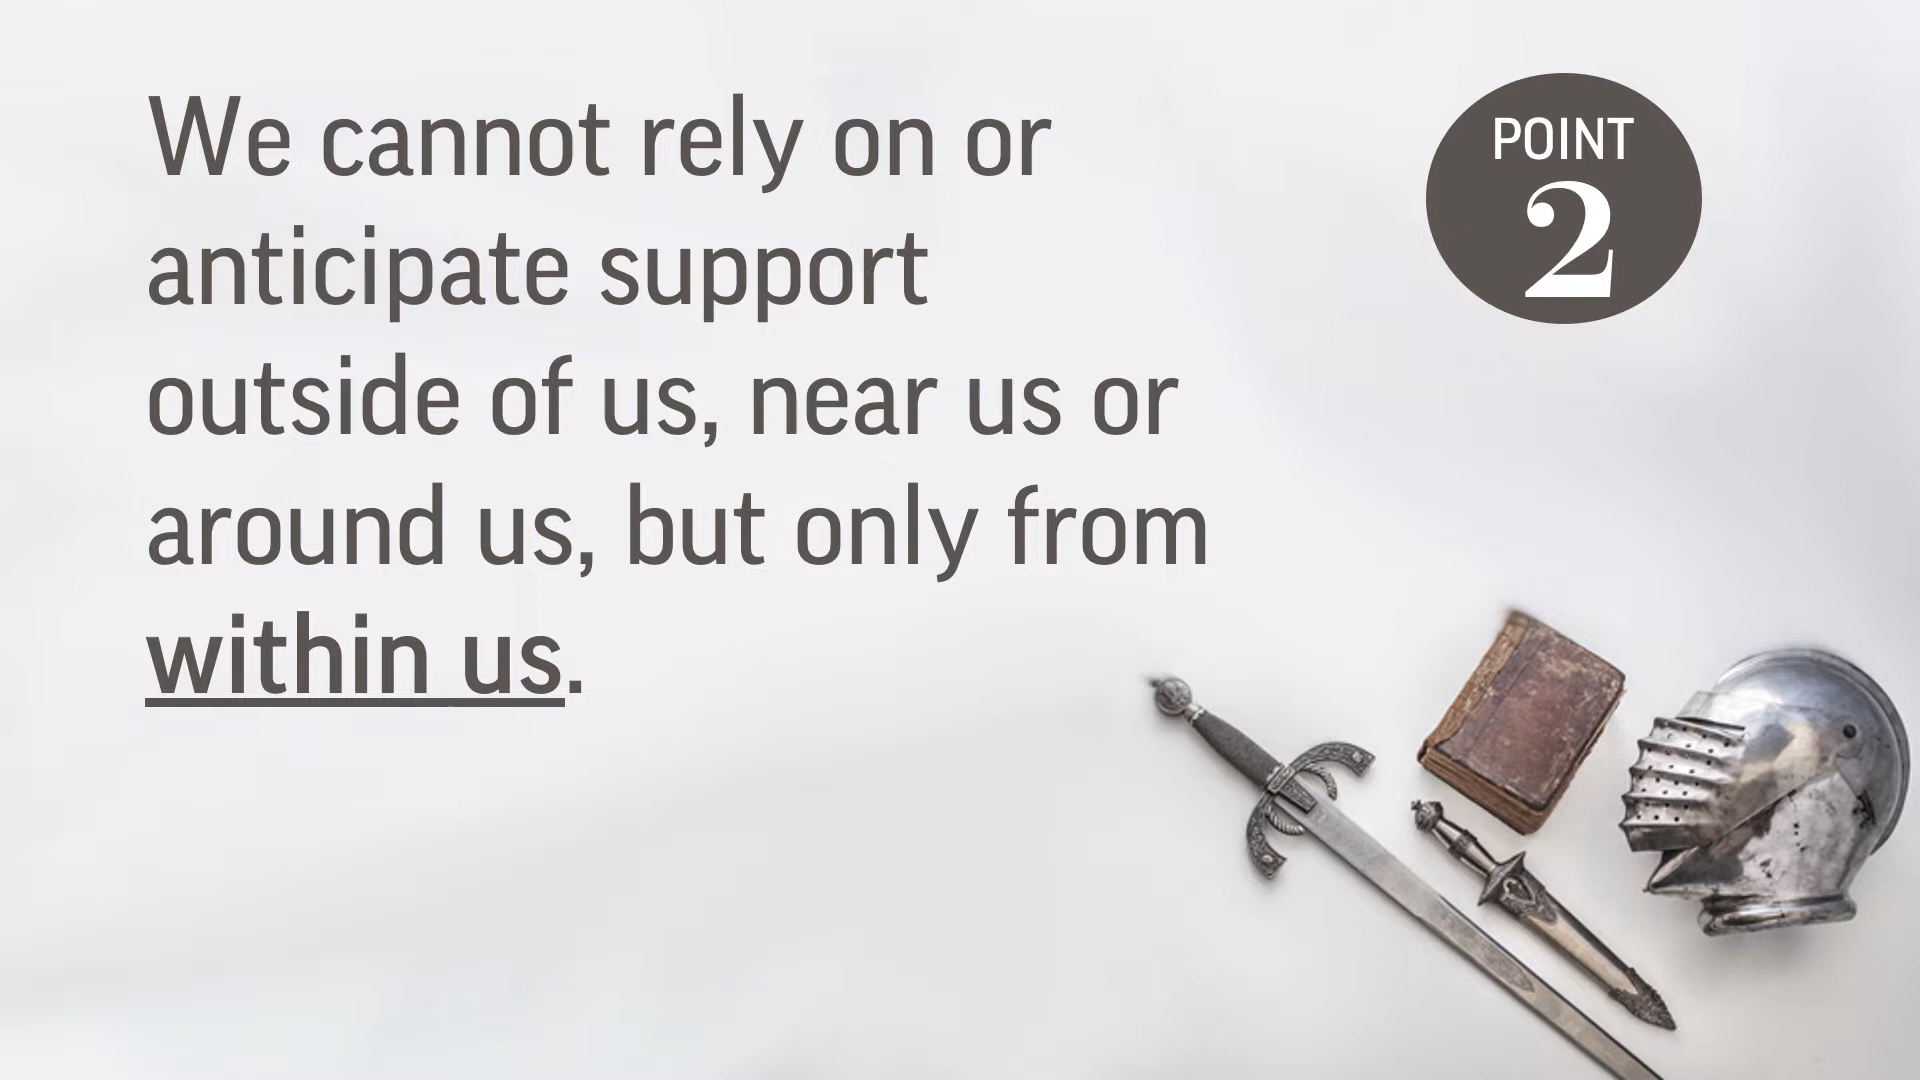 We cannot rely on or
anticipate support
outside of us, near us or
around us, but only from
within us.
POINT
2